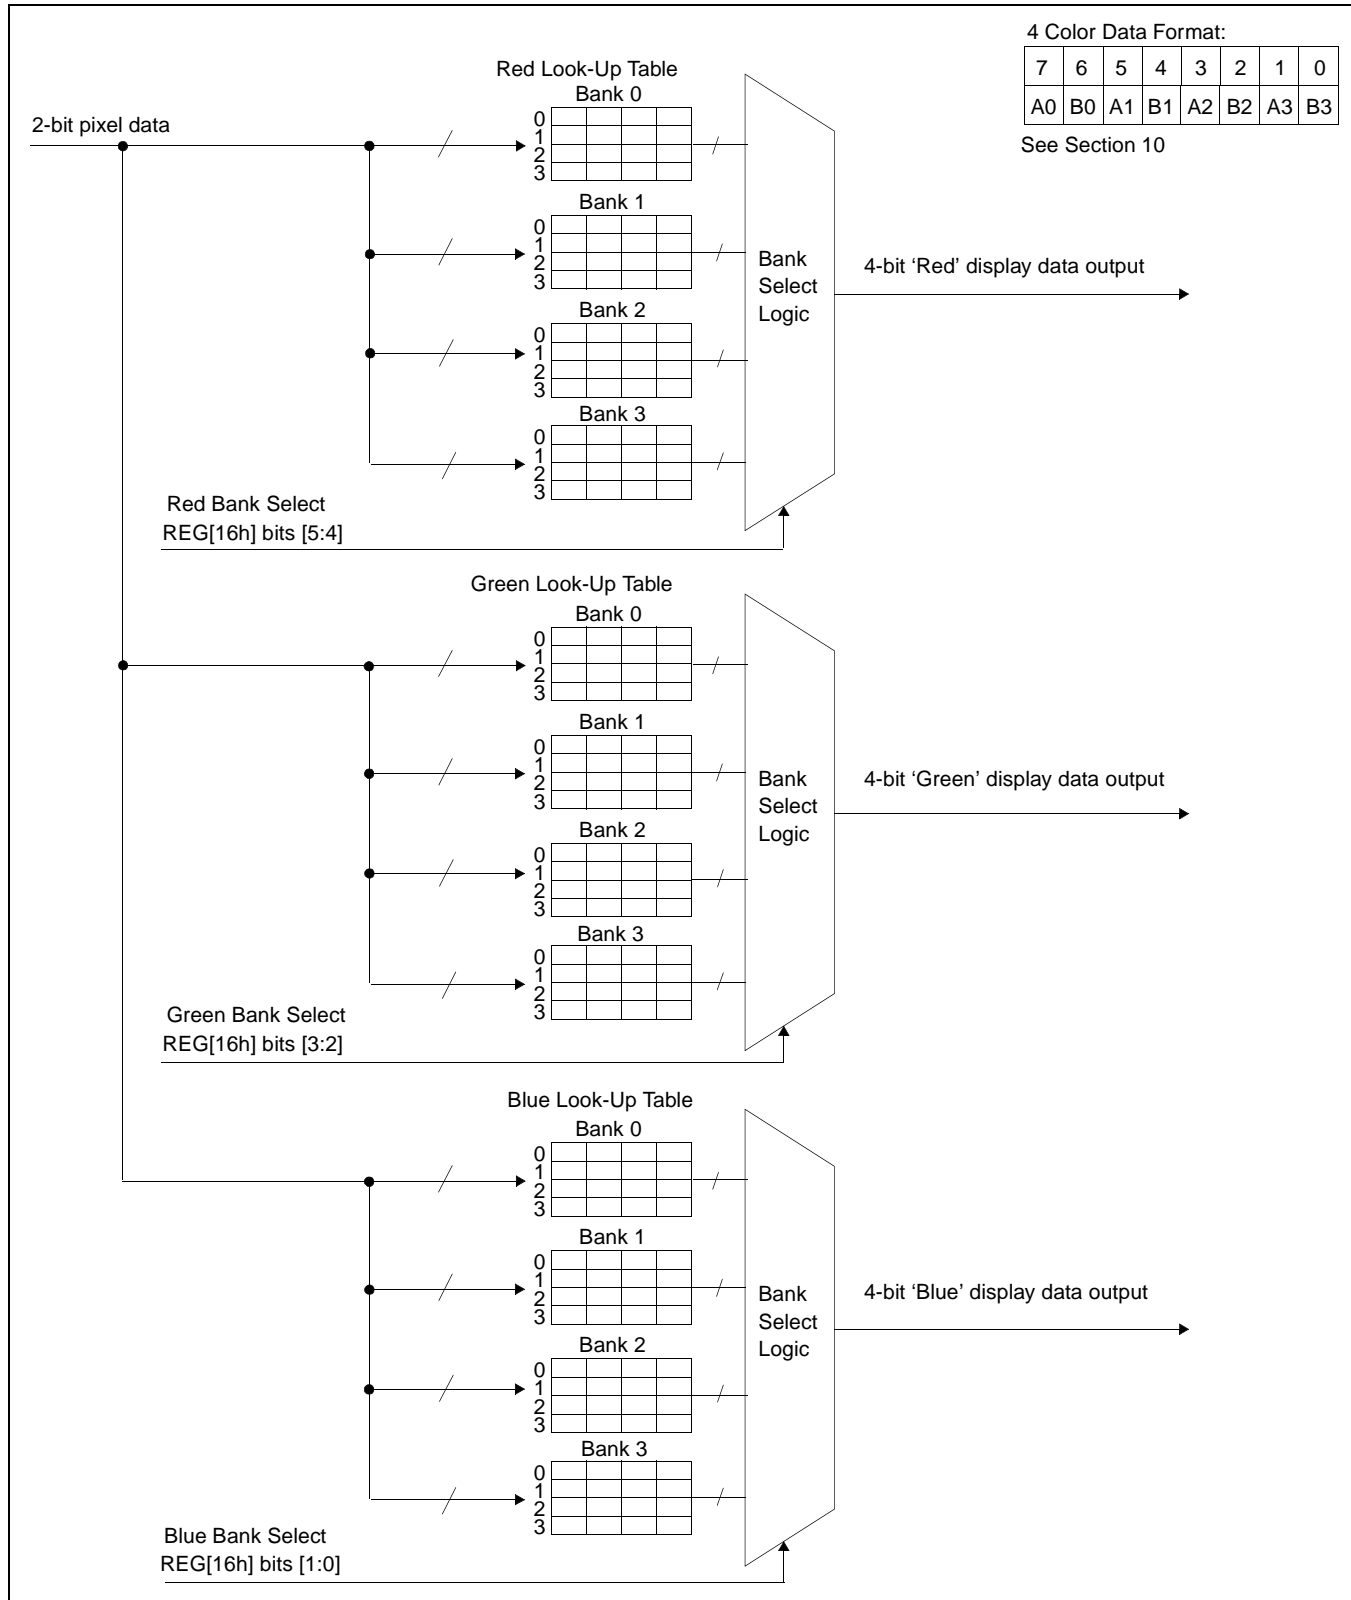 4 Color Data Format:
7 6 5 4 3 2 1 0
A0 B0 A1 B1 A2 B2 A3 B3
See Section 10
2-bit pixel data
Red Look-Up Table
Bank 0
0
1
2
3
Bank 1
0
1
2
3
Bank 2
0
1
2
3
Bank 3
0
1
2
3
Bank
Select
Logic
4-bit ‘Red’ display data output
Red Bank Select
REG[16h] bits [5:4]
Green Look-Up Table
Bank 0
0
1
2
3
Bank 1
0
1
2
3
Bank 2
0
1
2
3
Bank 3
0
1
2
3
Bank
Select
Logic
4-bit ‘Green’ display data output
Green Bank Select
REG[16h] bits [3:2]
Blue Look-Up Table
Bank 0
0
1
2
3
Bank 1
0
1
2
3
Bank 2
0
1
2
3
Bank 3
0
1
2
3
Bank
Select
Logic
4-bit ‘Blue’ display data output
Blue Bank Select
REG[16h] bits [1:0]